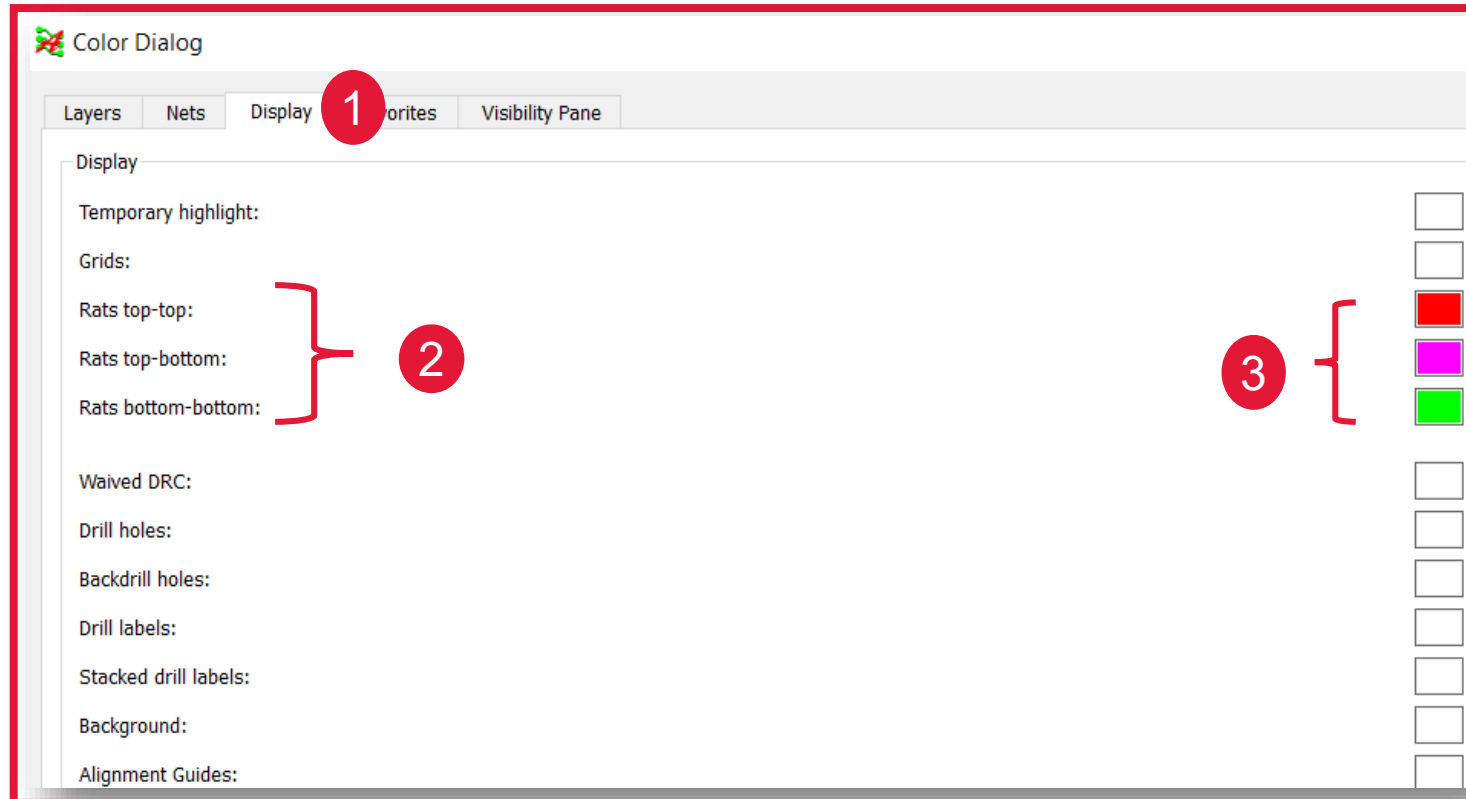 Color Dialog
Layers Nets Display 1 vorites Visibility Pane
Display
Temporary highlight:
Grids:
Rats top-top:
Rats top-bottom:
2
3
Rats bottom-bottom:
Waived DRC:
Drill holes:
Backdrill holes:
Drill labels:
Stacked drill labels:
Background:
Alignment Guides: